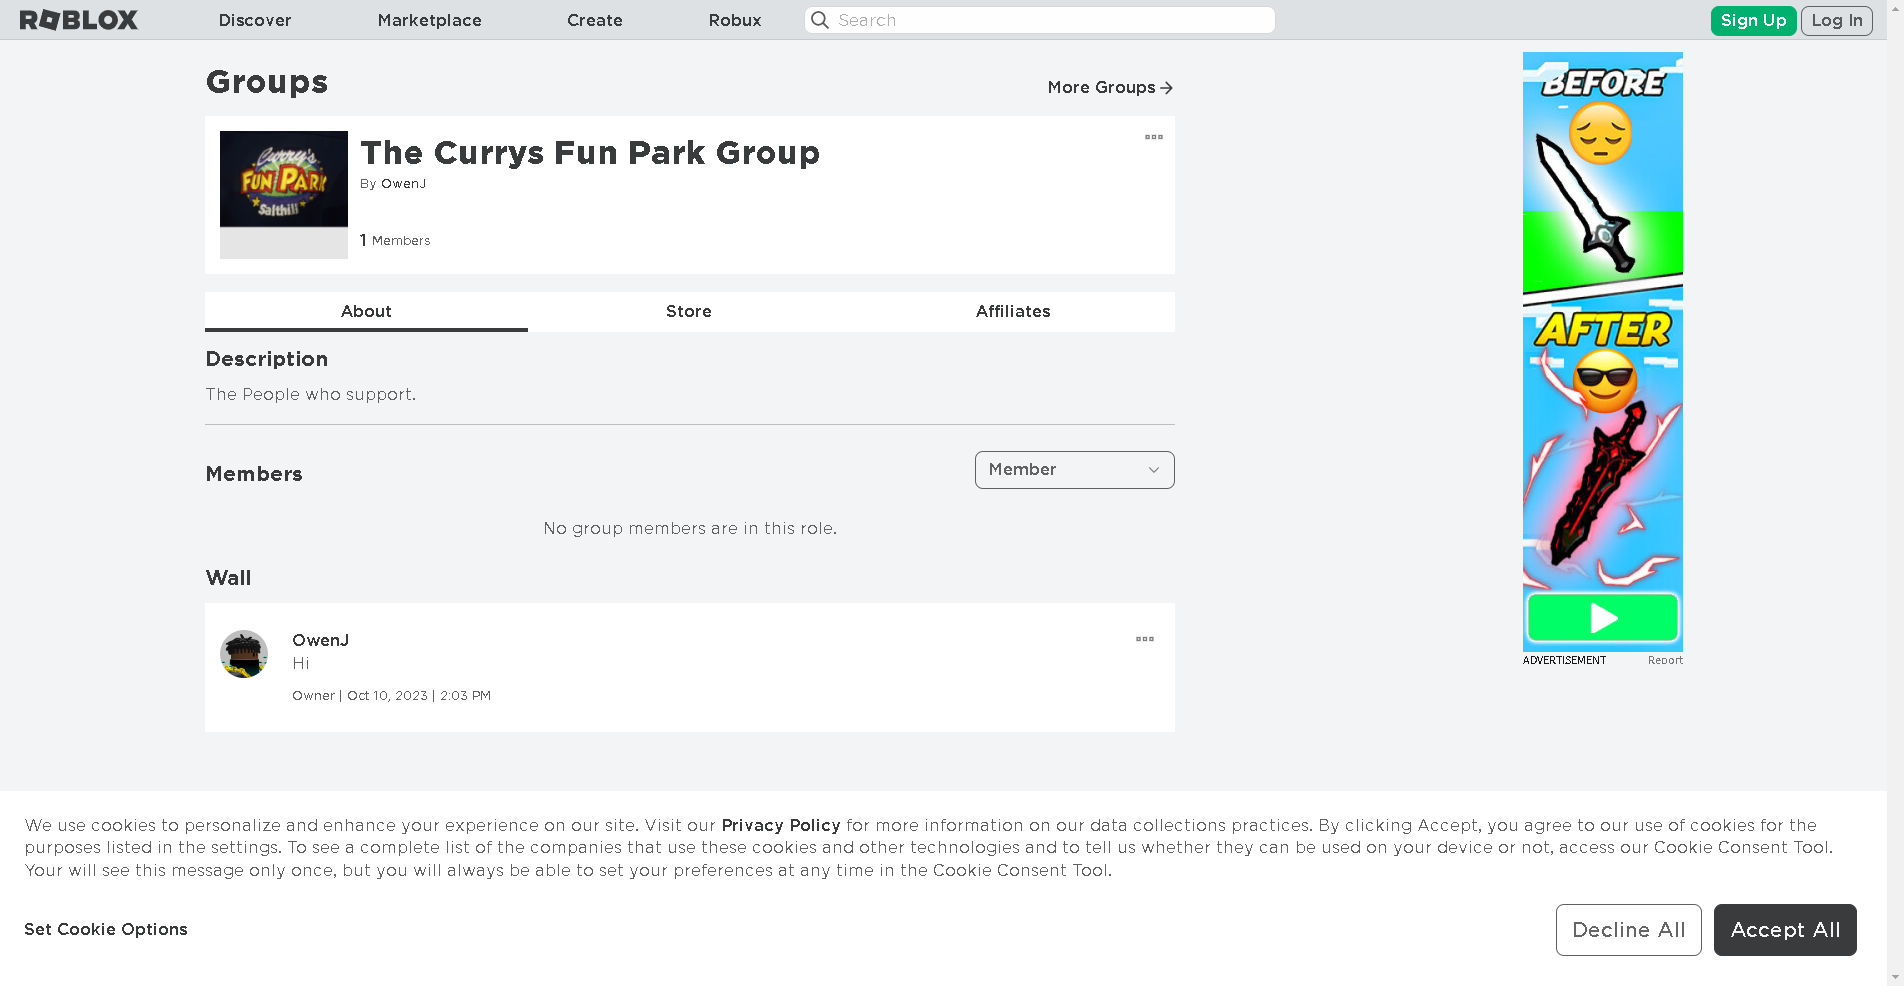 ROBLOX
Discover
Marketplace
Create
Robux
Search
Sign Up
Log In
Groups
More Groups
Curry's
FUN PARK
Salthill
The Currys Fun Park Group
By OwenJ
1 Members
About
Store
Affiliates
Description
The People who support.
Members
Member
No group members are in this role.
Wall
OwenJ
Hi
Owner | Oct 10, 2023 | 2:03 PM
BEFORE
AFTER
ADVERTISEMENT
Report
We use cookies to personalize and enhance your experience on our site. Visit our Privacy Policy for more information on our data collections practices. By clicking Accept, you agree to our use of cookies for the
purposes listed in the settings. To see a complete list of the companies that use these cookies and other technologies and to tell us whether they can be used on your device or not, access our Cookie Consent Tool.
Your will see this message only once, but you will always be able to set your preferences at any time in the Cookie Consent Tool.
Set Cookie Options
Decline All
Accept All